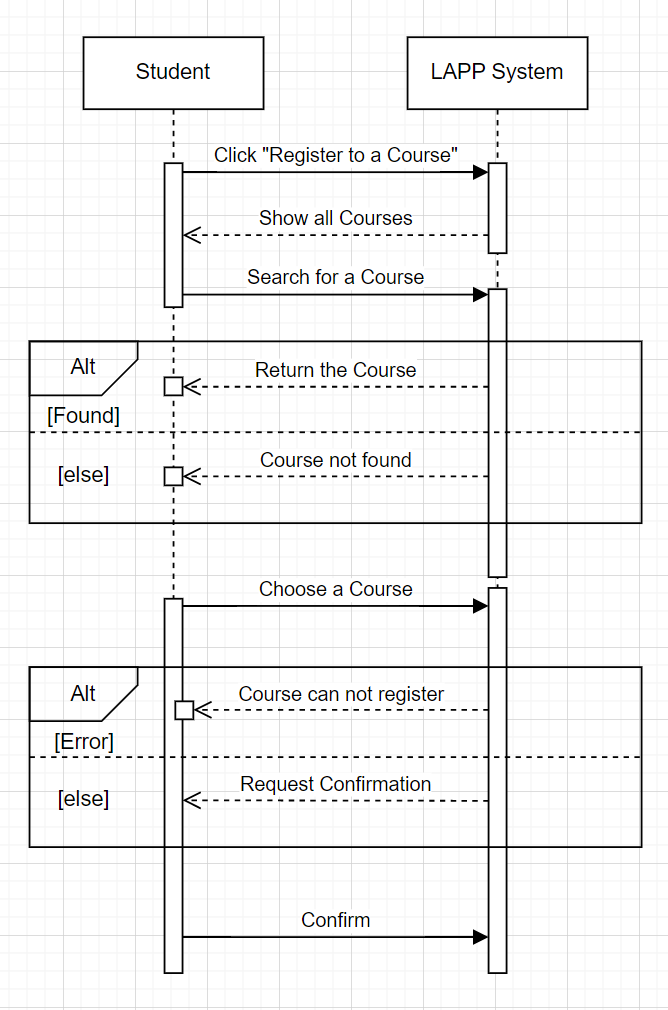 Student
LAPP System
Click "Register to a Course"
Show all Courses
Search for a Course
Alt
Return the Course
[Found]
Course not found
[else]
Choose a Course
Alt
Course can not register
[Error]
Request Confirmation
[else]
Confirm